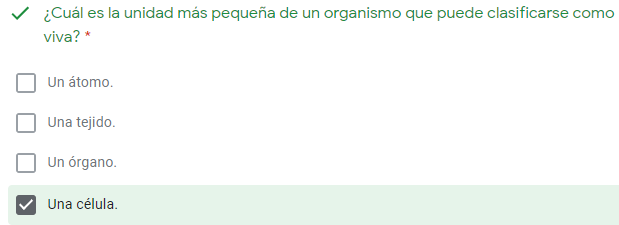 ¿Cuál es la unidad más pequeña de un organismo que puede clasificarse como
viva? *
Un átomo.
Una tejido.
Un órgano.
Una célula.